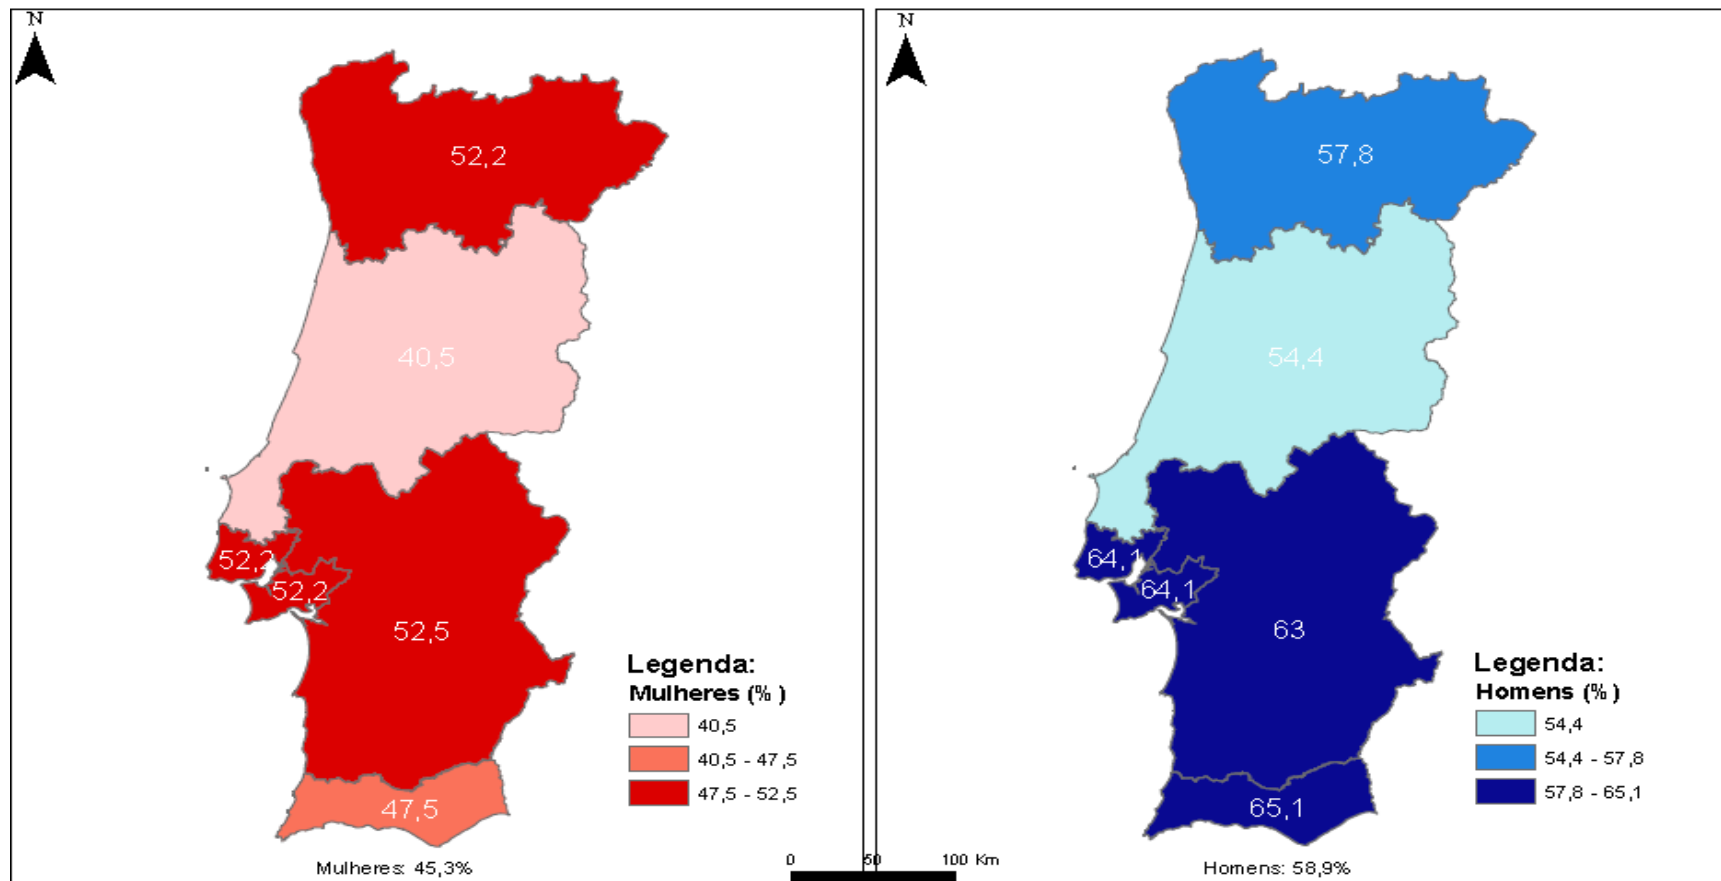 N
52,2
40,5
52,2
52,2
52,5
47,5
Legenda:
Mulheres (%)
40,5
40,5 - 47,5
47,5 - 52,5
Mulheres: 45,3%
N
57,8
54,4
64,1
64,1
63
65,1
Legenda:
Homens (%)
54,4
54,4 - 57,8
57,8 - 65,1
Homens: 58,9%
0 50 100 Km